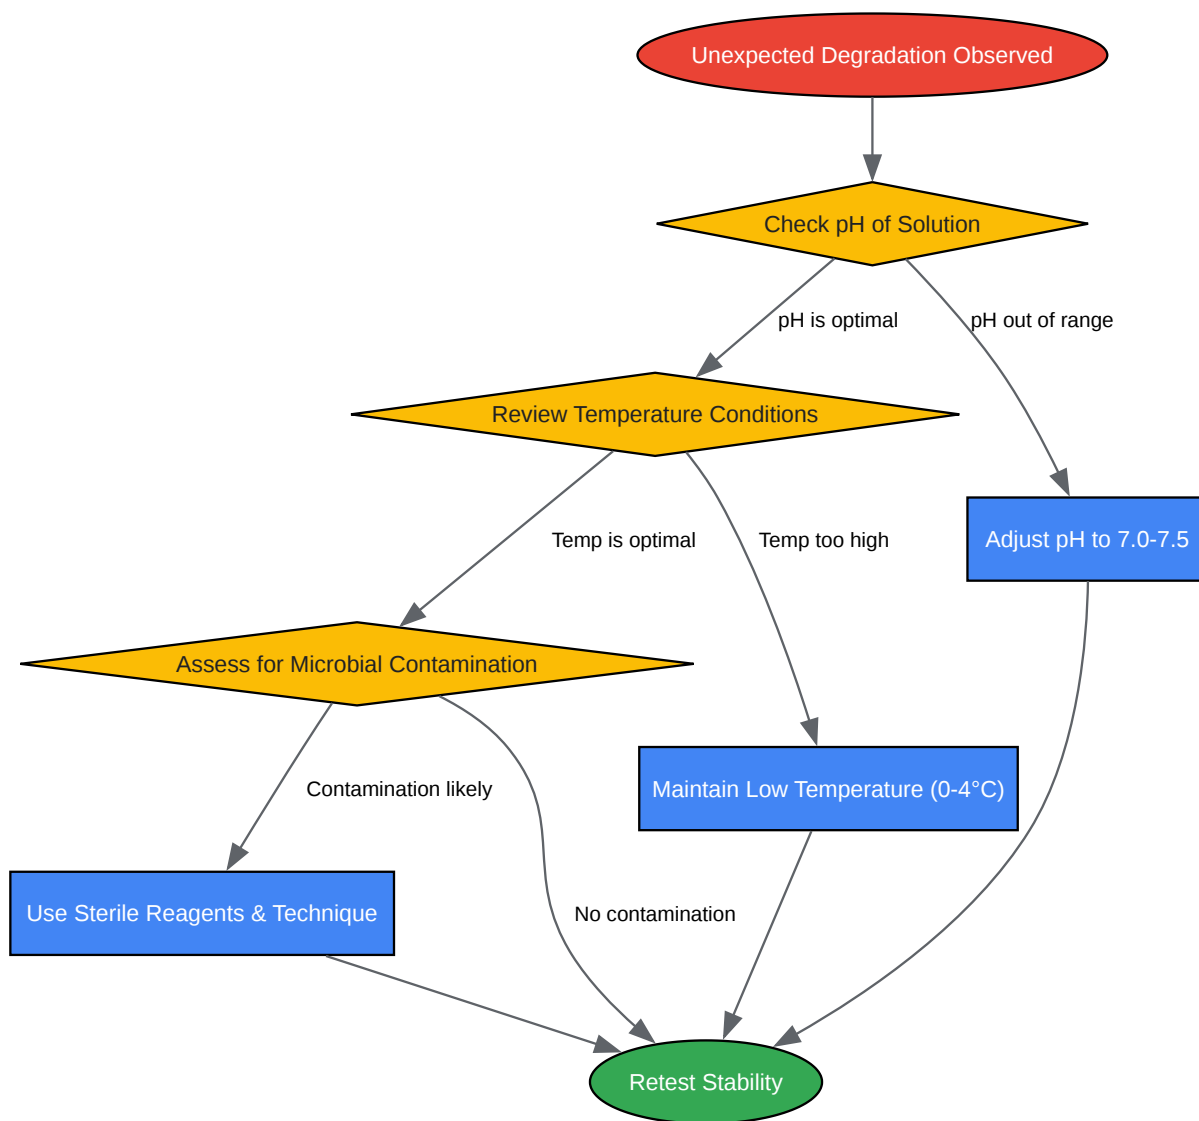 Unexpected Degradation Observed
Check pH of Solution
pH is optimal
pH out of range
Review Temperature Conditions
Temp is optimal
Temp too high
Adjust pH to 7.0-7.5
Assess for Microbial Contamination
Contamination likely
Maintain Low Temperature (0-4°C)
Use Sterile Reagents & Technique
No contamination
Retest Stability